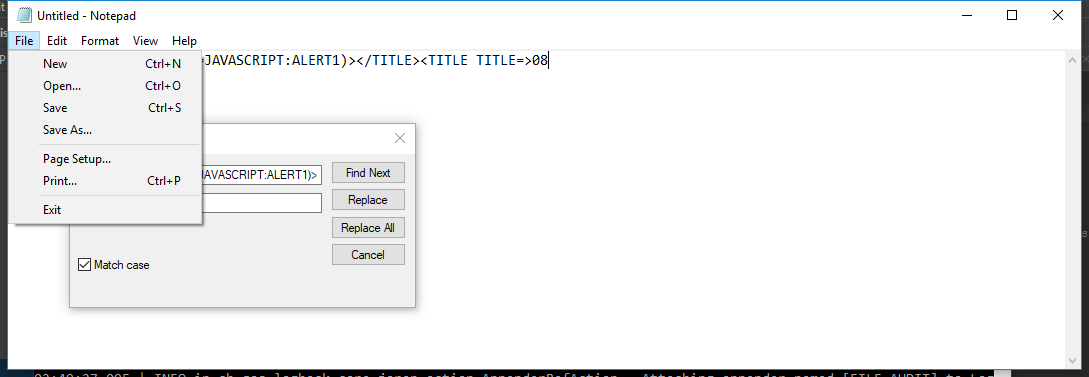 Untitled - Notepad
File Edit Format View Help
=JAVASCRIPT:ALERT1)></TITLE><TITLE TITLE=>08
New Ctrl+N
Open... Ctrl+O
Save Ctrl+S
Save As...
Page Setup...
Print... Ctrl+P
Exit
JAVASCRIPT:ALERT1)>
Find Next
Replace
Replace All
Cancel
Match case